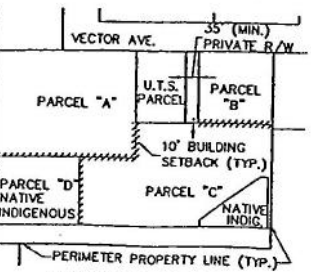 35' (MIN.)
VECTOR AVE.
PRIVATE R/W
U.T.S.
PARCEL
PARCEL
"B"
PARCEL "A"
10' BUILDING
SETBACK (TYP.)
PARCEL "D"
NATIVE
INDIGENOUS
PARCEL "C"
NATIVE
INDIG.
PERIMETER PROPERTY LINE (TYP.)